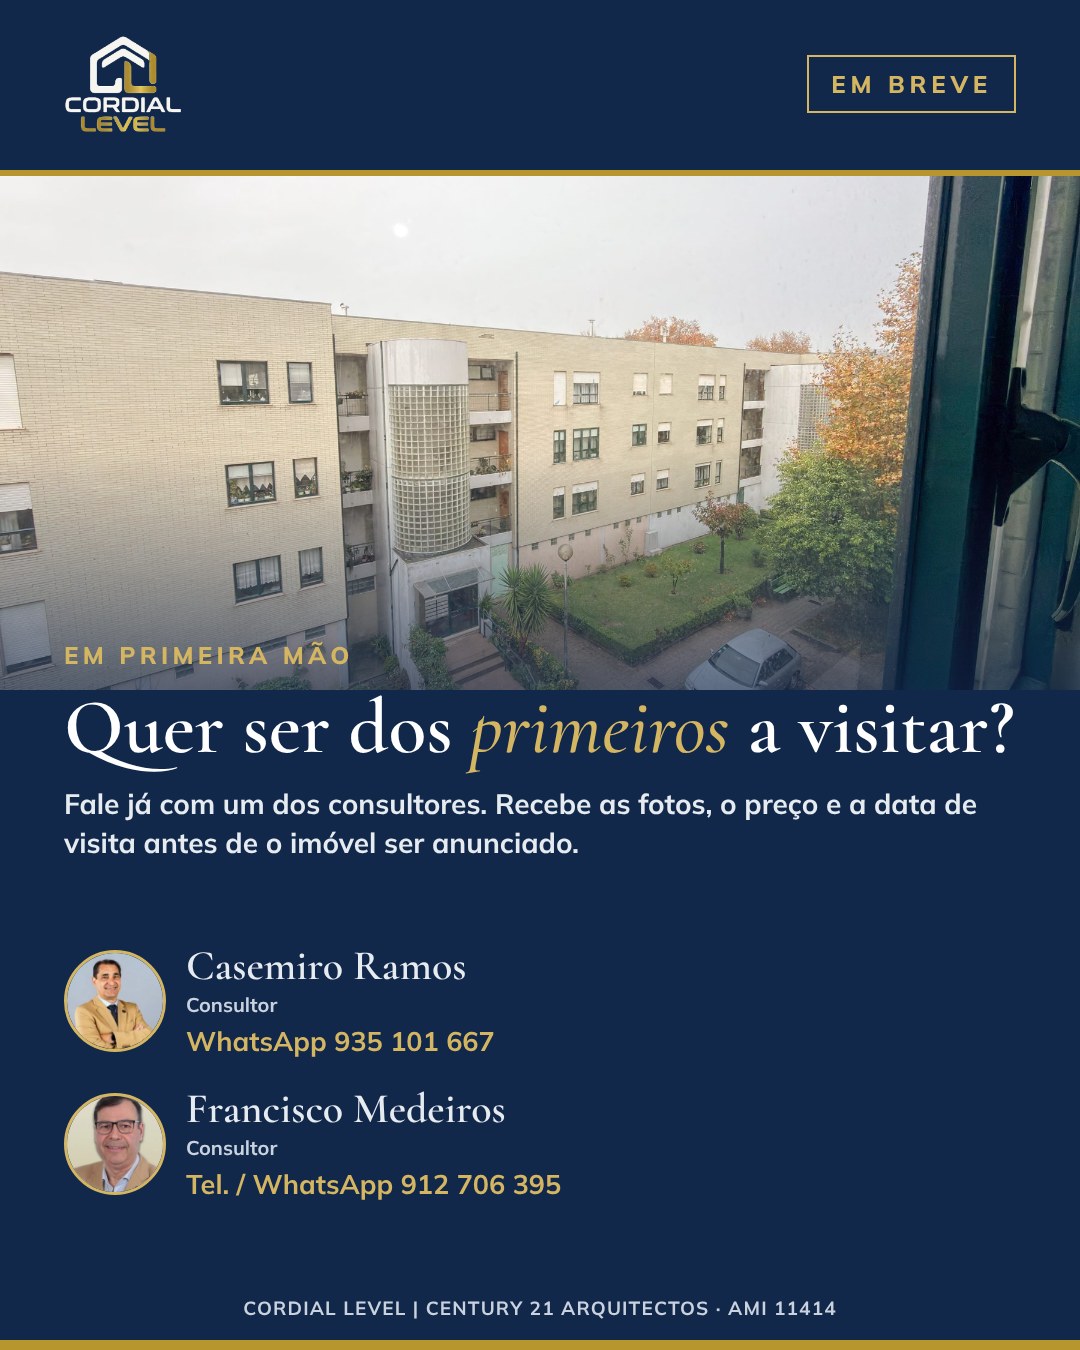 CORDIAL
LEVEL
EM BREVE
EM PRIMEIRA MÃO
Quer ser dos primeiros a visitar?
Fale já com um dos consultores. Recebe as fotos, o preço e a data de
visita antes de o imóvel ser anunciado.
Casemiro Ramos
Consultor
WhatsApp 935 101 667
Francisco Medeiros
Consultor
Tel. / WhatsApp 912 706 395
CORDIAL LEVEL | CENTURY 21 ARQUITECTOS · AMI 11414